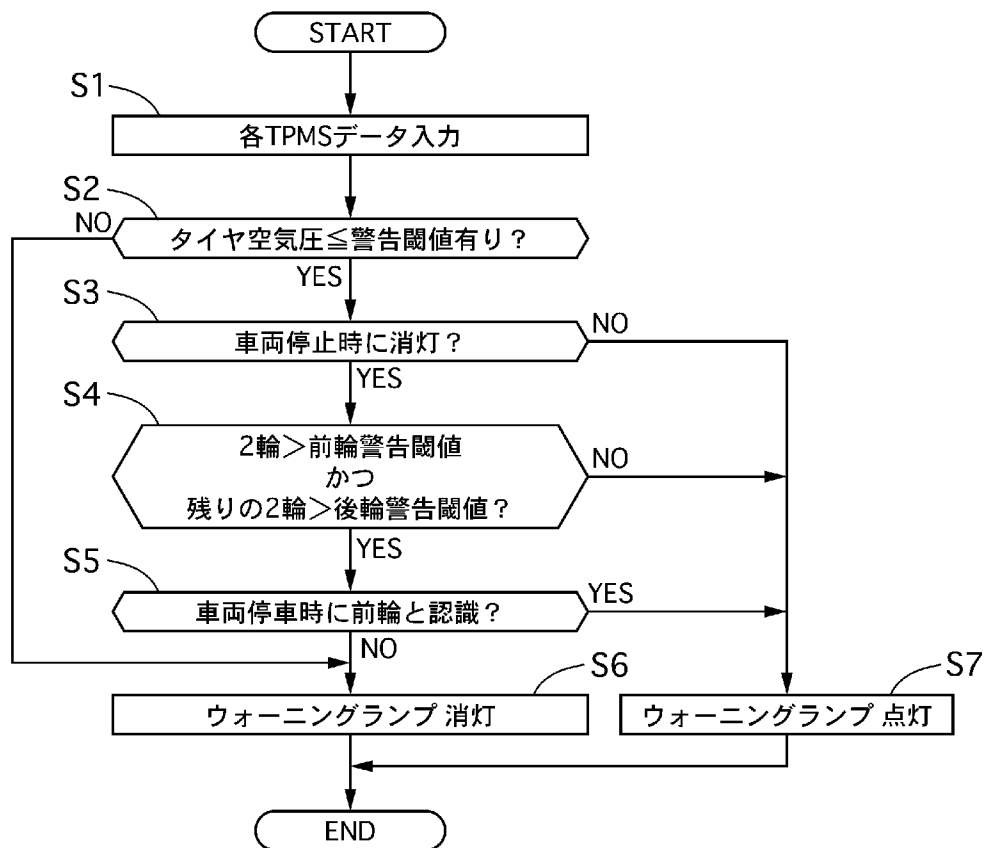 START
S1
各TPMSデータ入力
S2
NO
タイヤ空気圧≦警告閾値有り？
YES
S3
車両停止時に消灯？
NO
YES
S4
2輪＞前輪警告閾値
かつ
残りの2輪＞後輪警告閾値？
NO
YES
S5
車両停車時に前輪と認識？
YES
NO
S6
ウォーニングランプ 消灯
S7
ウォーニングランプ 点灯
END